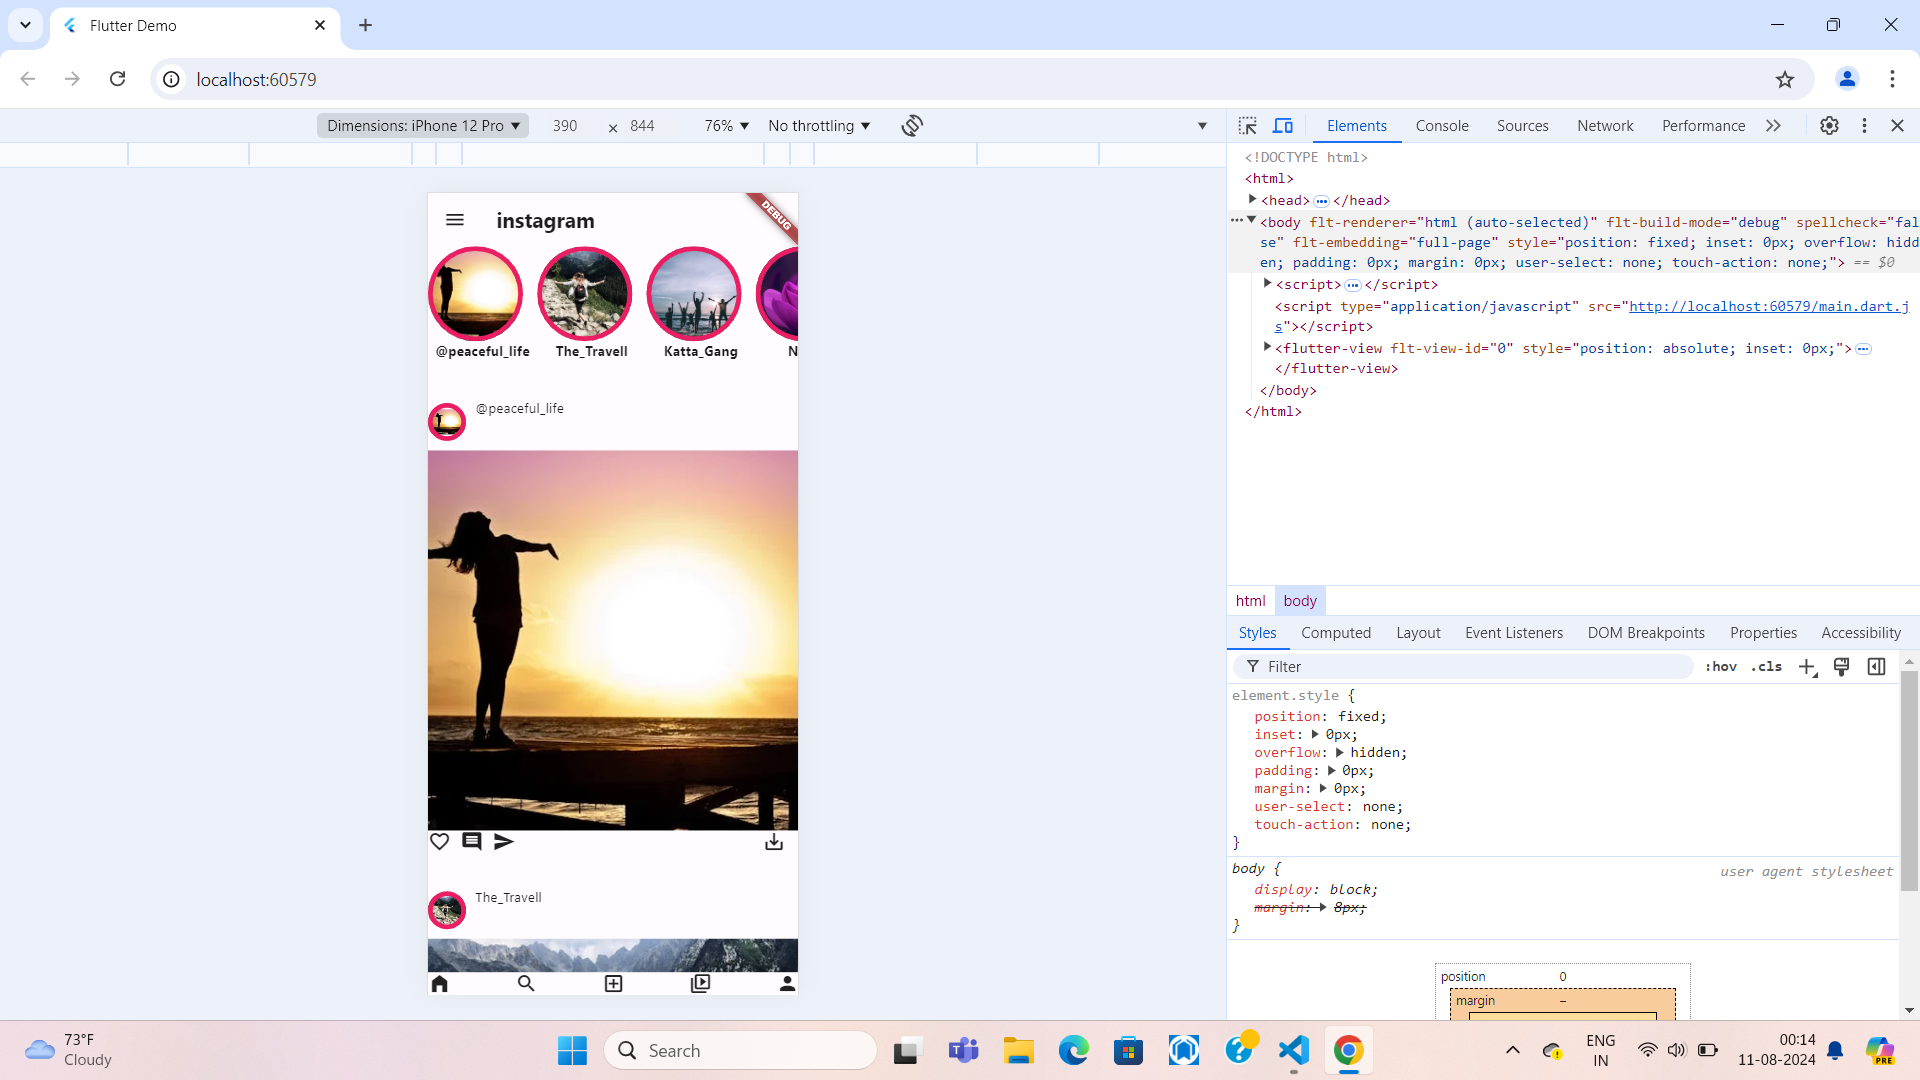 Flutter Demo
localhost:60579
Dimensions: iPhone 12 Pro
390
×
844
76%
No throttling
Elements
Console
Sources
Network
Performance
<!DOCTYPE html>
<html>
<head> ··· </head>
<body flt-renderer="html (auto-selected)" flt-build-mode="debug" spellcheck="fal
se" flt-embedding="full-page" style="position: fixed; inset: 0px; overflow: hidd
en; padding: 0px; margin: 0px; user-select: none; touch-action: none;"> == $0
<script> ··· </script>
<script type="application/javascript" src="http://localhost:60579/main.dart.j
s"></script>
<flutter-view flt-view-id="0" style="position: absolute; inset: 0px;"> ···
</flutter-view>
</body>
</html>
instagram
DEBUG
@peaceful_life
The_Travell
Katta_Gang
N
@peaceful_life
The_Travell
html
body
Styles
Computed
Layout
Event Listeners
DOM Breakpoints
Properties
Accessibility
Filter
:hov
.cls
element.style {
position: fixed;
inset: 0px;
overflow: hidden;
padding: 0px;
margin: 0px;
user-select: none;
touch-action: none;
}
body {
user agent stylesheet
display: block;
margin: 8px;
}
position
0
margin
–
73°F
Cloudy
Search
ENG
IN
00:14
11-08-2024
PRE